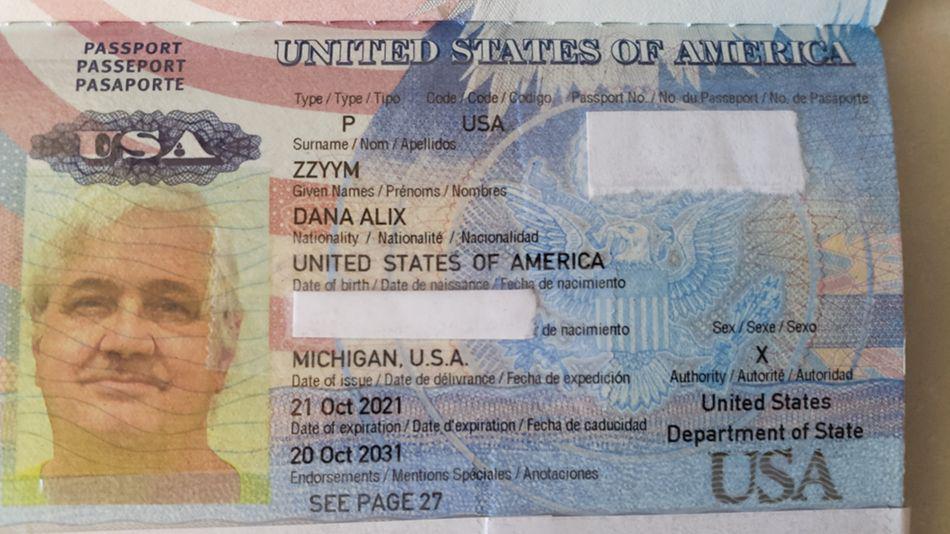 PASSPORT
PASSEPORT
PASAPORTE
USA
UNITED STATES OF AMERICA
Type / Type / Tipo Code / Code / Codigo Passport No. / No. du Passeport / No. de Pasaporte
P USA
Surname / Nom / Apellidos
ZZYYM
Given Names / Prénoms / Nombres
DANA ALIX
Nationality / Nationalité / Nacionalidad
UNITED STATES OF AMERICA
Date of birth / Date de naissance / Fecha de nacimiento
de nacimiento Sex / Sexe / Sexo
MICHIGAN, U.S.A. X
Date of issue / Date de délivrance / Fecha de expedición Authority / Autorité / Autoridad
21 Oct 2021 United States
Date of expiration / Date d'expiration / Fecha de caducidad Department of State
20 Oct 2031
Endorsements / Mentions Spéciales / Anotaciones USA
SEE PAGE 27